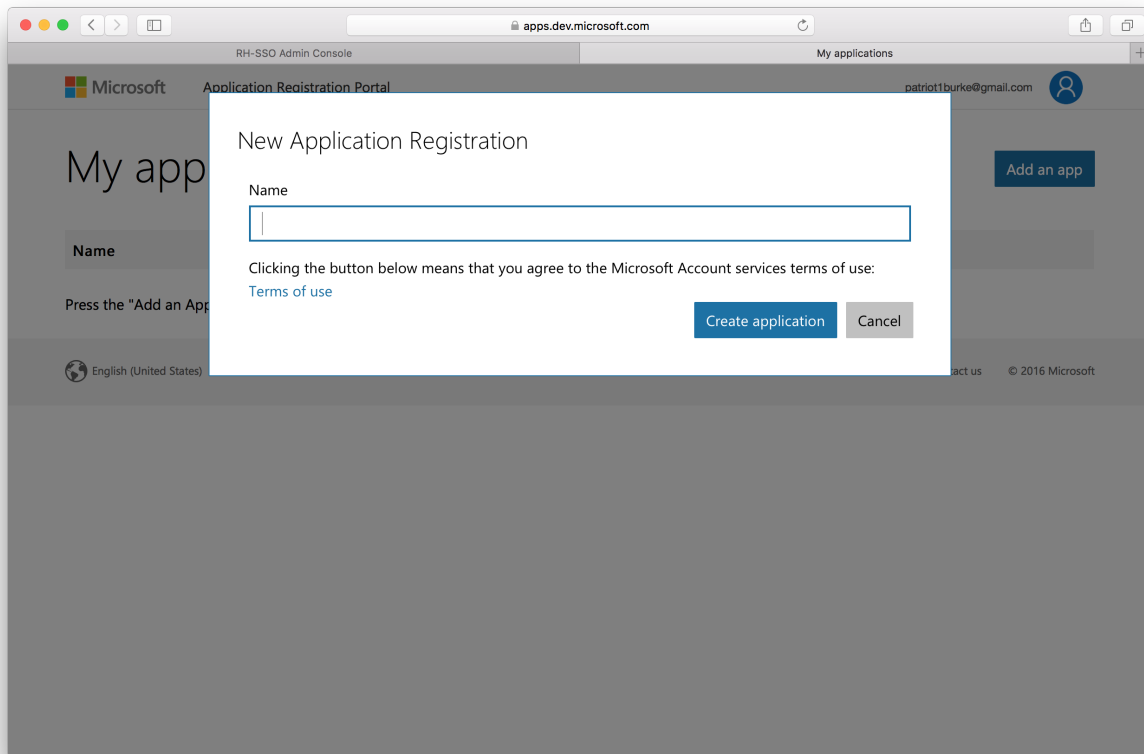 apps.dev.microsoft.com
RH-SSO Admin Console
My applications
Microsoft
Application Registration Portal
patriot1burke@gmail.com
New Application Registration
My app
Add an app
Name
Name
Clicking the button below means that you agree to the Microsoft Account services terms of use:
Terms of use
Press the "Add an App
Create application
Cancel
English (United States)
tact us
© 2016 Microsoft